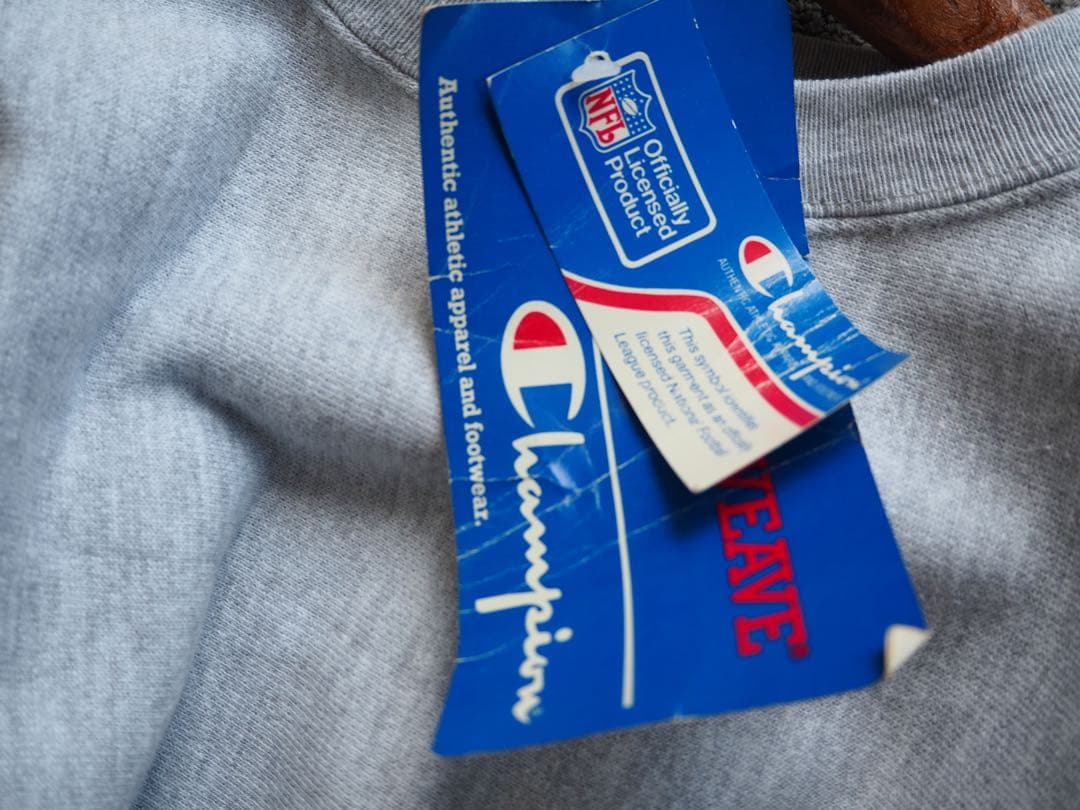 NFL
Officially
Licensed
Product
Champion
This symbol identifies
this garment as an official
licensed National Football
League product.
Authentic athletic apparel and footwear.
Champion
WEAVE®